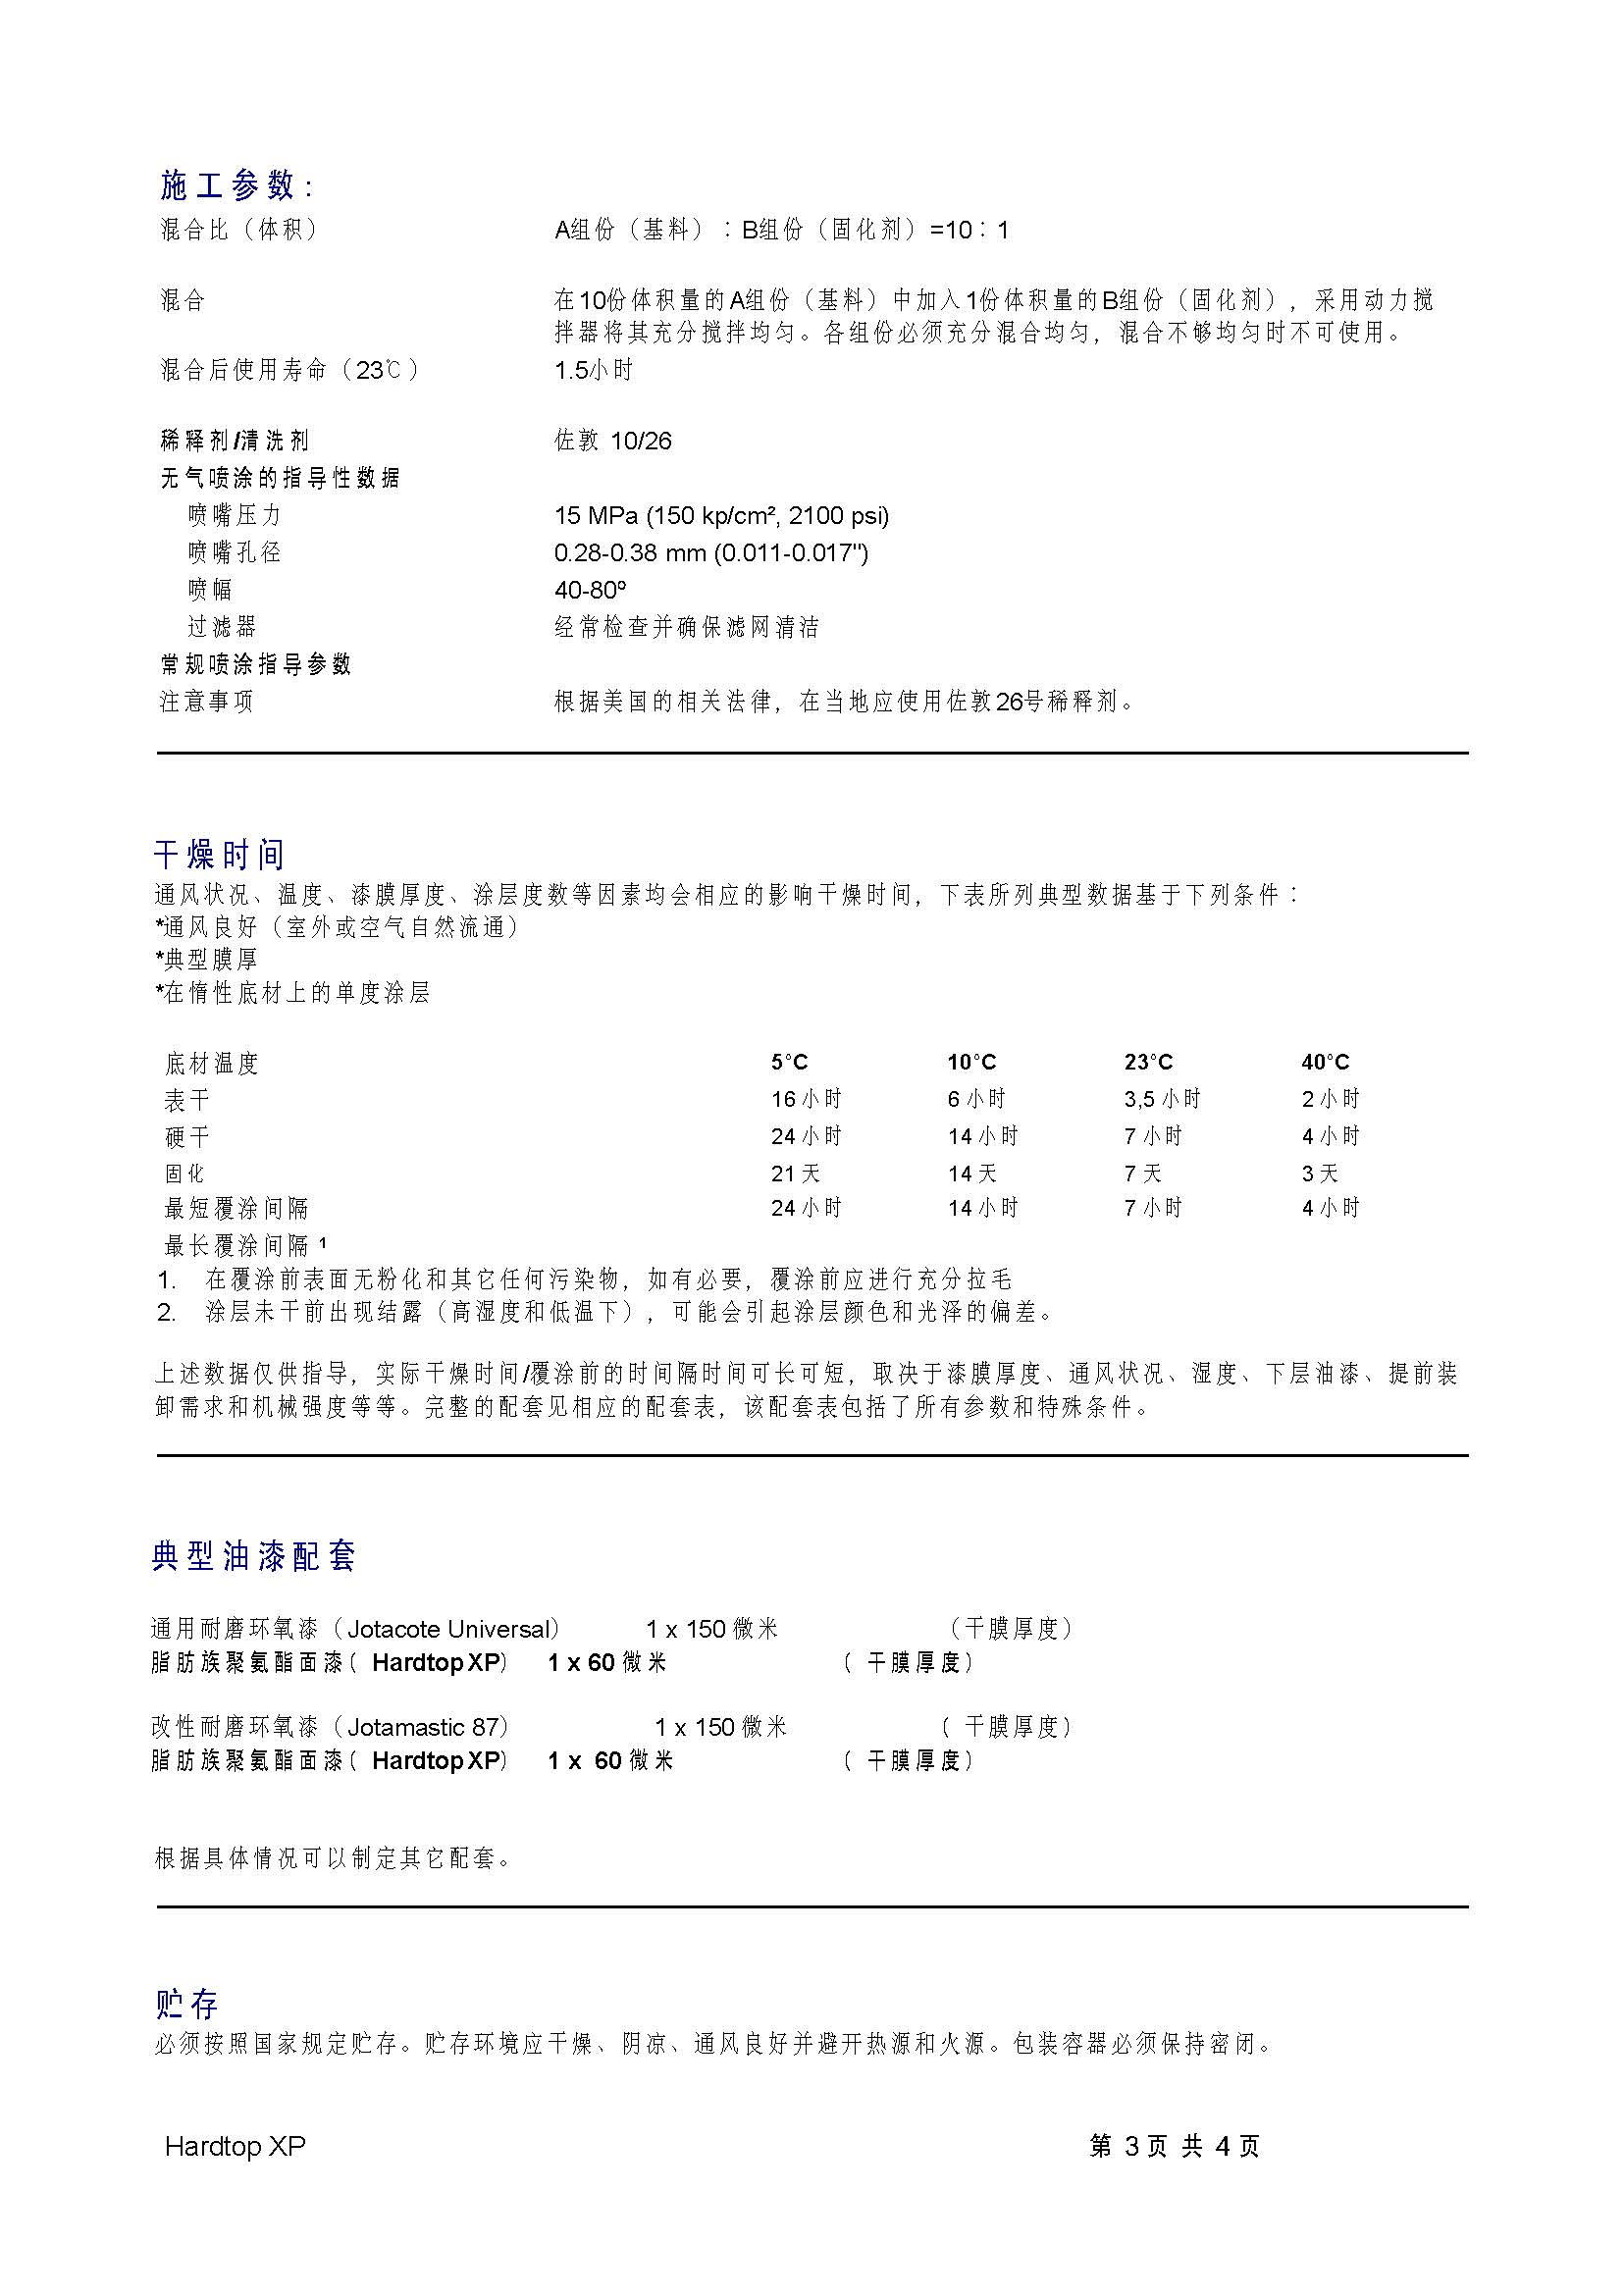 施工参数:
混合比（体积） A组份（基料）：B组份（固化剂）=10：1
混合 在10份体积量的A组份（基料）中加入1份体积量的B组份（固化剂），采用动力搅
拌器将其充分搅拌均匀。各组份必须充分混合均匀，混合不够均匀时不可使用。
混合后使用寿命（23℃） 1.5小时
稀释剂/清洗剂 佐敦 10/26
无气喷涂的指导性数据
喷嘴压力 15 MPa (150 kp/cm², 2100 psi)
喷嘴孔径 0.28-0.38 mm (0.011-0.017")
喷幅 40-80º
过滤器 经常检查并确保滤网清洁
常规喷涂指导参数
注意事项 根据美国的相关法律，在当地应使用佐敦26号稀释剂。
干燥时间
通风状况、温度、漆膜厚度、涂层度数等因素均会相应的影响干燥时间，下表所列典型数据基于下列条件：
*通风良好（室外或空气自然流通）
*典型膜厚
*在惰性底材上的单度涂层
底材温度 5°C 10°C 23°C 40°C
表干 16 小时 6 小时 3,5 小时 2 小时
硬干 24 小时 14 小时 7 小时 4 小时
固化 21 天 14 天 7 天 3 天
最短覆涂间隔 24 小时 14 小时 7 小时 4 小时
最长覆涂间隔 ¹
1. 在覆涂前表面无粉化和其它任何污染物，如有必要，覆涂前应进行充分拉毛
2. 涂层未干前出现结露（高湿度和低温下），可能会引起涂层颜色和光泽的偏差。
上述数据仅供指导，实际干燥时间/覆涂前的时间隔时间可长可短，取决于漆膜厚度、通风状况、湿度、下层油漆、提前装
卸需求和机械强度等等。完整的配套见相应的配套表，该配套表包括了所有参数和特殊条件。
典型油漆配套
通用耐磨环氧漆（Jotacote Universal） 1 x 150 微米 （干膜厚度）
脂肪族聚氨酯面漆（ Hardtop XP） 1 x 60 微米 （ 干膜厚度）
改性耐磨环氧漆（Jotamastic 87） 1 x 150 微米 （ 干膜厚度）
脂肪族聚氨酯面漆（ Hardtop XP） 1 x 60 微米 （ 干膜厚度）
根据具体情况可以制定其它配套。
贮存
必须按照国家规定贮存。贮存环境应干燥、阴凉、通风良好并避开热源和火源。包装容器必须保持密闭。
Hardtop XP 第 3 页 共 4 页